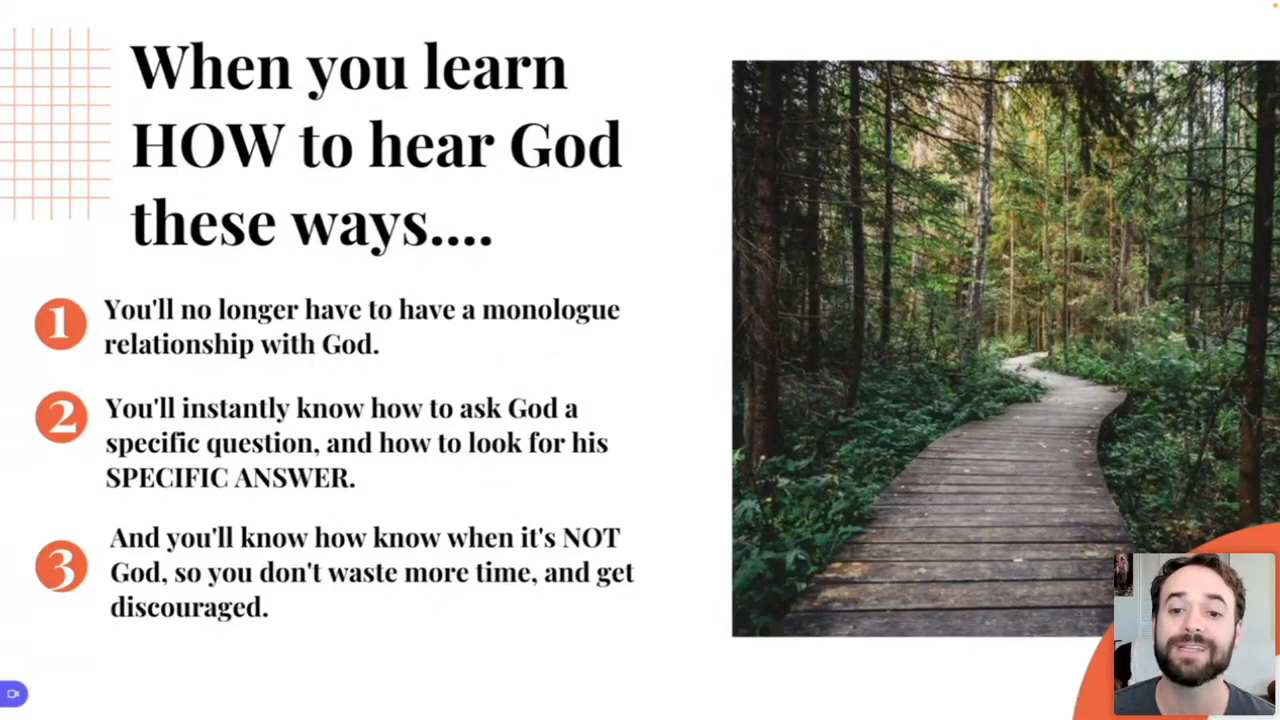 When you learn
HOW to hear God
these ways....
1
You'll no longer have to have a monologue
relationship with God.
2
You'll instantly know how to ask God a
specific question, and how to look for his
SPECIFIC ANSWER.
3
And you'll know how know when it's NOT
God, so you don't waste more time, and get
discouraged.